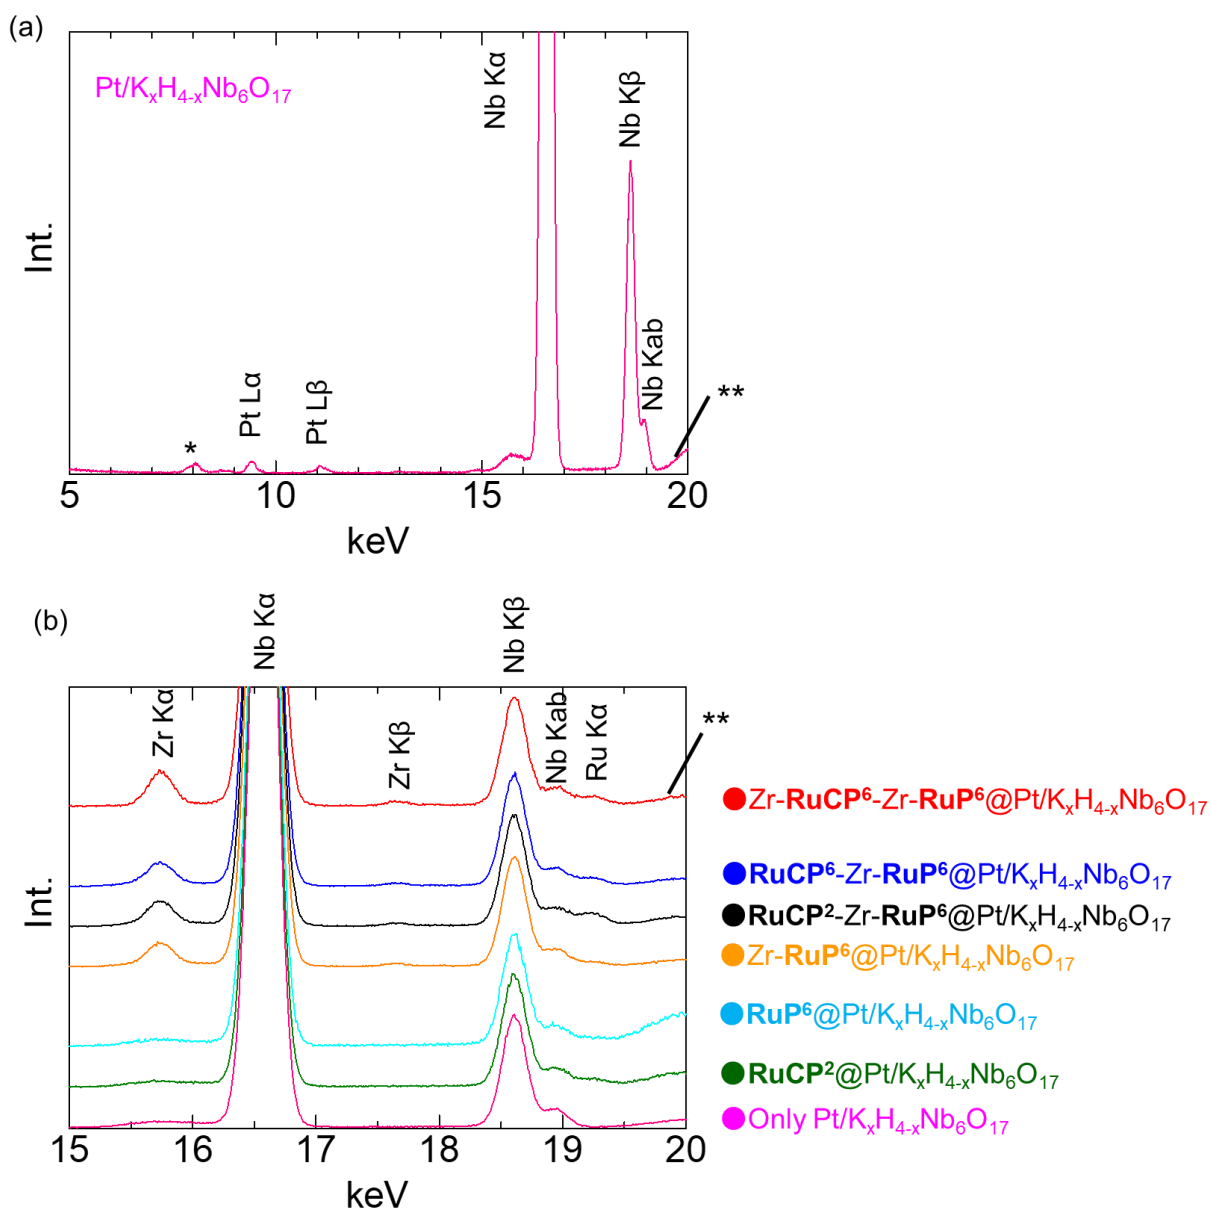 (a)
Pt/KₓH₄₋ₓNb₆O₁₇
Nb Kα
Nb Kβ
Nb Kab
**
Pt Lα
Pt Lβ
*
Int.
5 10 15 20
keV
(b)
Nb Kα
Nb Kβ
Zr Kα
Zr Kβ
Nb Kab
Ru Kα
**
Zr-RuCP⁶-Zr-RuP⁶@Pt/KₓH₄₋ₓNb₆O₁₇
RuCP⁶-Zr-RuP⁶@Pt/KₓH₄₋ₓNb₆O₁₇
RuCP²-Zr-RuP⁶@Pt/KₓH₄₋ₓNb₆O₁₇
Zr-RuP⁶@Pt/KₓH₄₋ₓNb₆O₁₇
RuP⁶@Pt/KₓH₄₋ₓNb₆O₁₇
RuCP²@Pt/KₓH₄₋ₓNb₆O₁₇
Only Pt/KₓH₄₋ₓNb₆O₁₇
Int.
15 16 17 18 19 20
keV